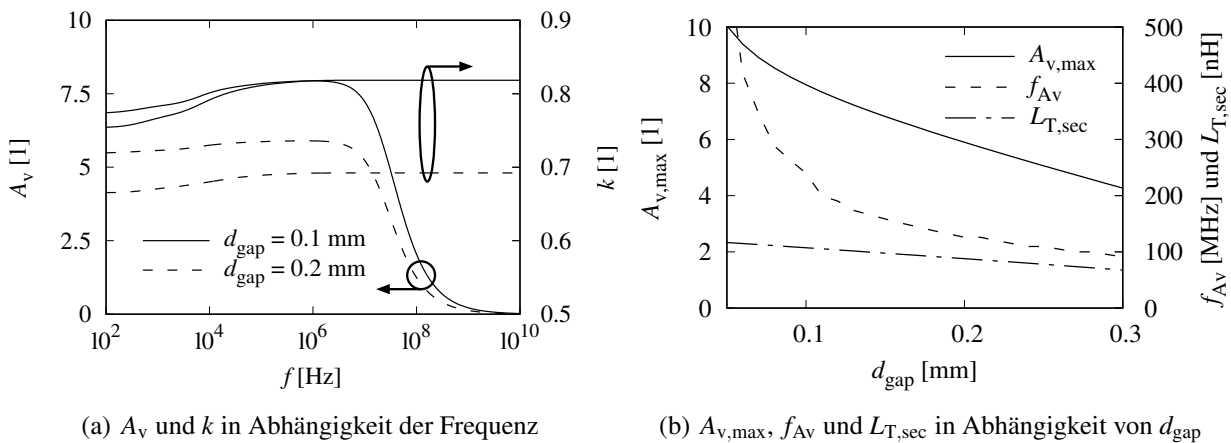 10
7.5
5
2.5
0
A_v [1]
0.9
0.8
0.7
0.6
0.5
k [1]
d_gap = 0.1 mm
d_gap = 0.2 mm
10^2
10^4
10^6
10^8
10^10
f [Hz]
(a) A_v und k in Abhängigkeit der Frequenz
10
8
6
4
2
0
A_v,max [1]
500
400
300
200
100
0
f_Av [MHz] und L_T,sec [nH]
A_v,max
f_Av
L_T,sec
0.1
0.2
0.3
d_gap [mm]
(b) A_v,max, f_Av und L_T,sec in Abhängigkeit von d_gap